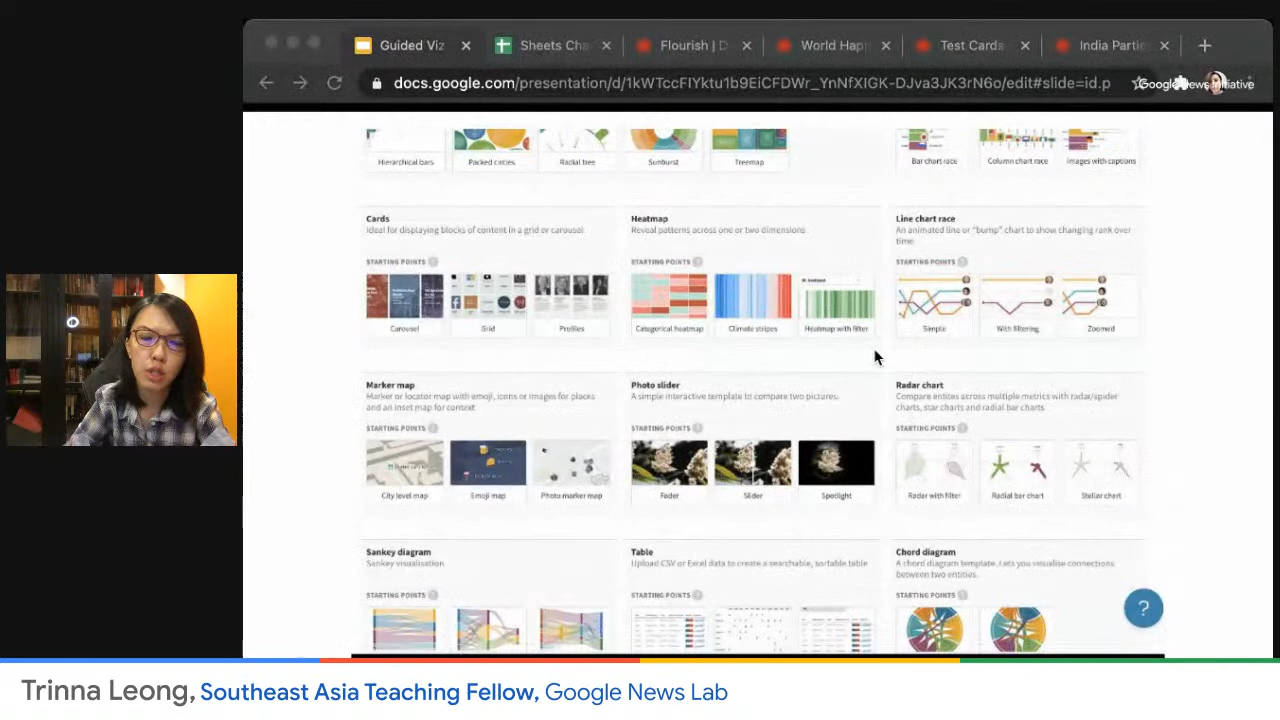 Guided Viz
Sheets Cha
Flourish | D
World Happ
Test Cards
India Partie
docs.google.com/presentation/d/1kWTccFIYktu1b9EiCFDWr_YnNfXIGK-DJva3JK3rN6o/edit#slide=id.p
Google News Initiative
Hierarchical bars
Packed circles
Radial tree
Sunburst
Treemap
Bar chart race
Column chart race
Images with captions
Cards
Ideal for displaying blocks of content in a grid or carousel.
STARTING POINTS
Carousel
Grid
Profiles
Heatmap
Reveal patterns across one or two dimensions.
STARTING POINTS
Categorical heatmap
Climate stripes
Heatmap with filter
Line chart race
An animated line or "bump" chart to show changing rank over
time
STARTING POINTS
Simple
With filtering
Zoomed
Marker map
Marker or locator map with emoji, icons or images for places
and an inset map for context
STARTING POINTS
City level map
Emoji map
Photo marker map
Photo slider
A simple interactive template to compare two pictures.
STARTING POINTS
Fader
Slider
Spotlight
Radar chart
Compare entites across multiple metrics with radar/spider
charts, star charts and radial bar charts
STARTING POINTS
Radar with filter
Radial bar chart
Stellar chart
Sankey diagram
Sankey visualisation
STARTING POINTS
Table
Upload CSV or Excel data to create a searchable, sortable table
STARTING POINTS
Chord diagram
A chord diagram template. Lets you visualise connections
between two entities.
STARTING POINTS
?
Trinna Leong, Southeast Asia Teaching Fellow, Google News Lab